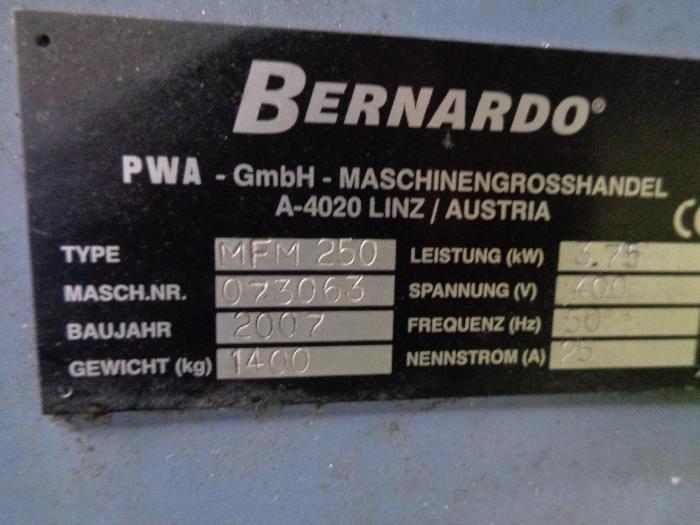 BERNARDO®
PWA - GmbH - MASCHINENGROSSHANDEL
A-4020 LINZ / AUSTRIA
TYPE MFM 250 LEISTUNG (kW) 3.75
MASCH.NR. 073063 SPANNUNG (V) 400
BAUJAHR 2007 FREQUENZ (Hz) 50
GEWICHT (kg) 1400 NENNSTROM (A) 25